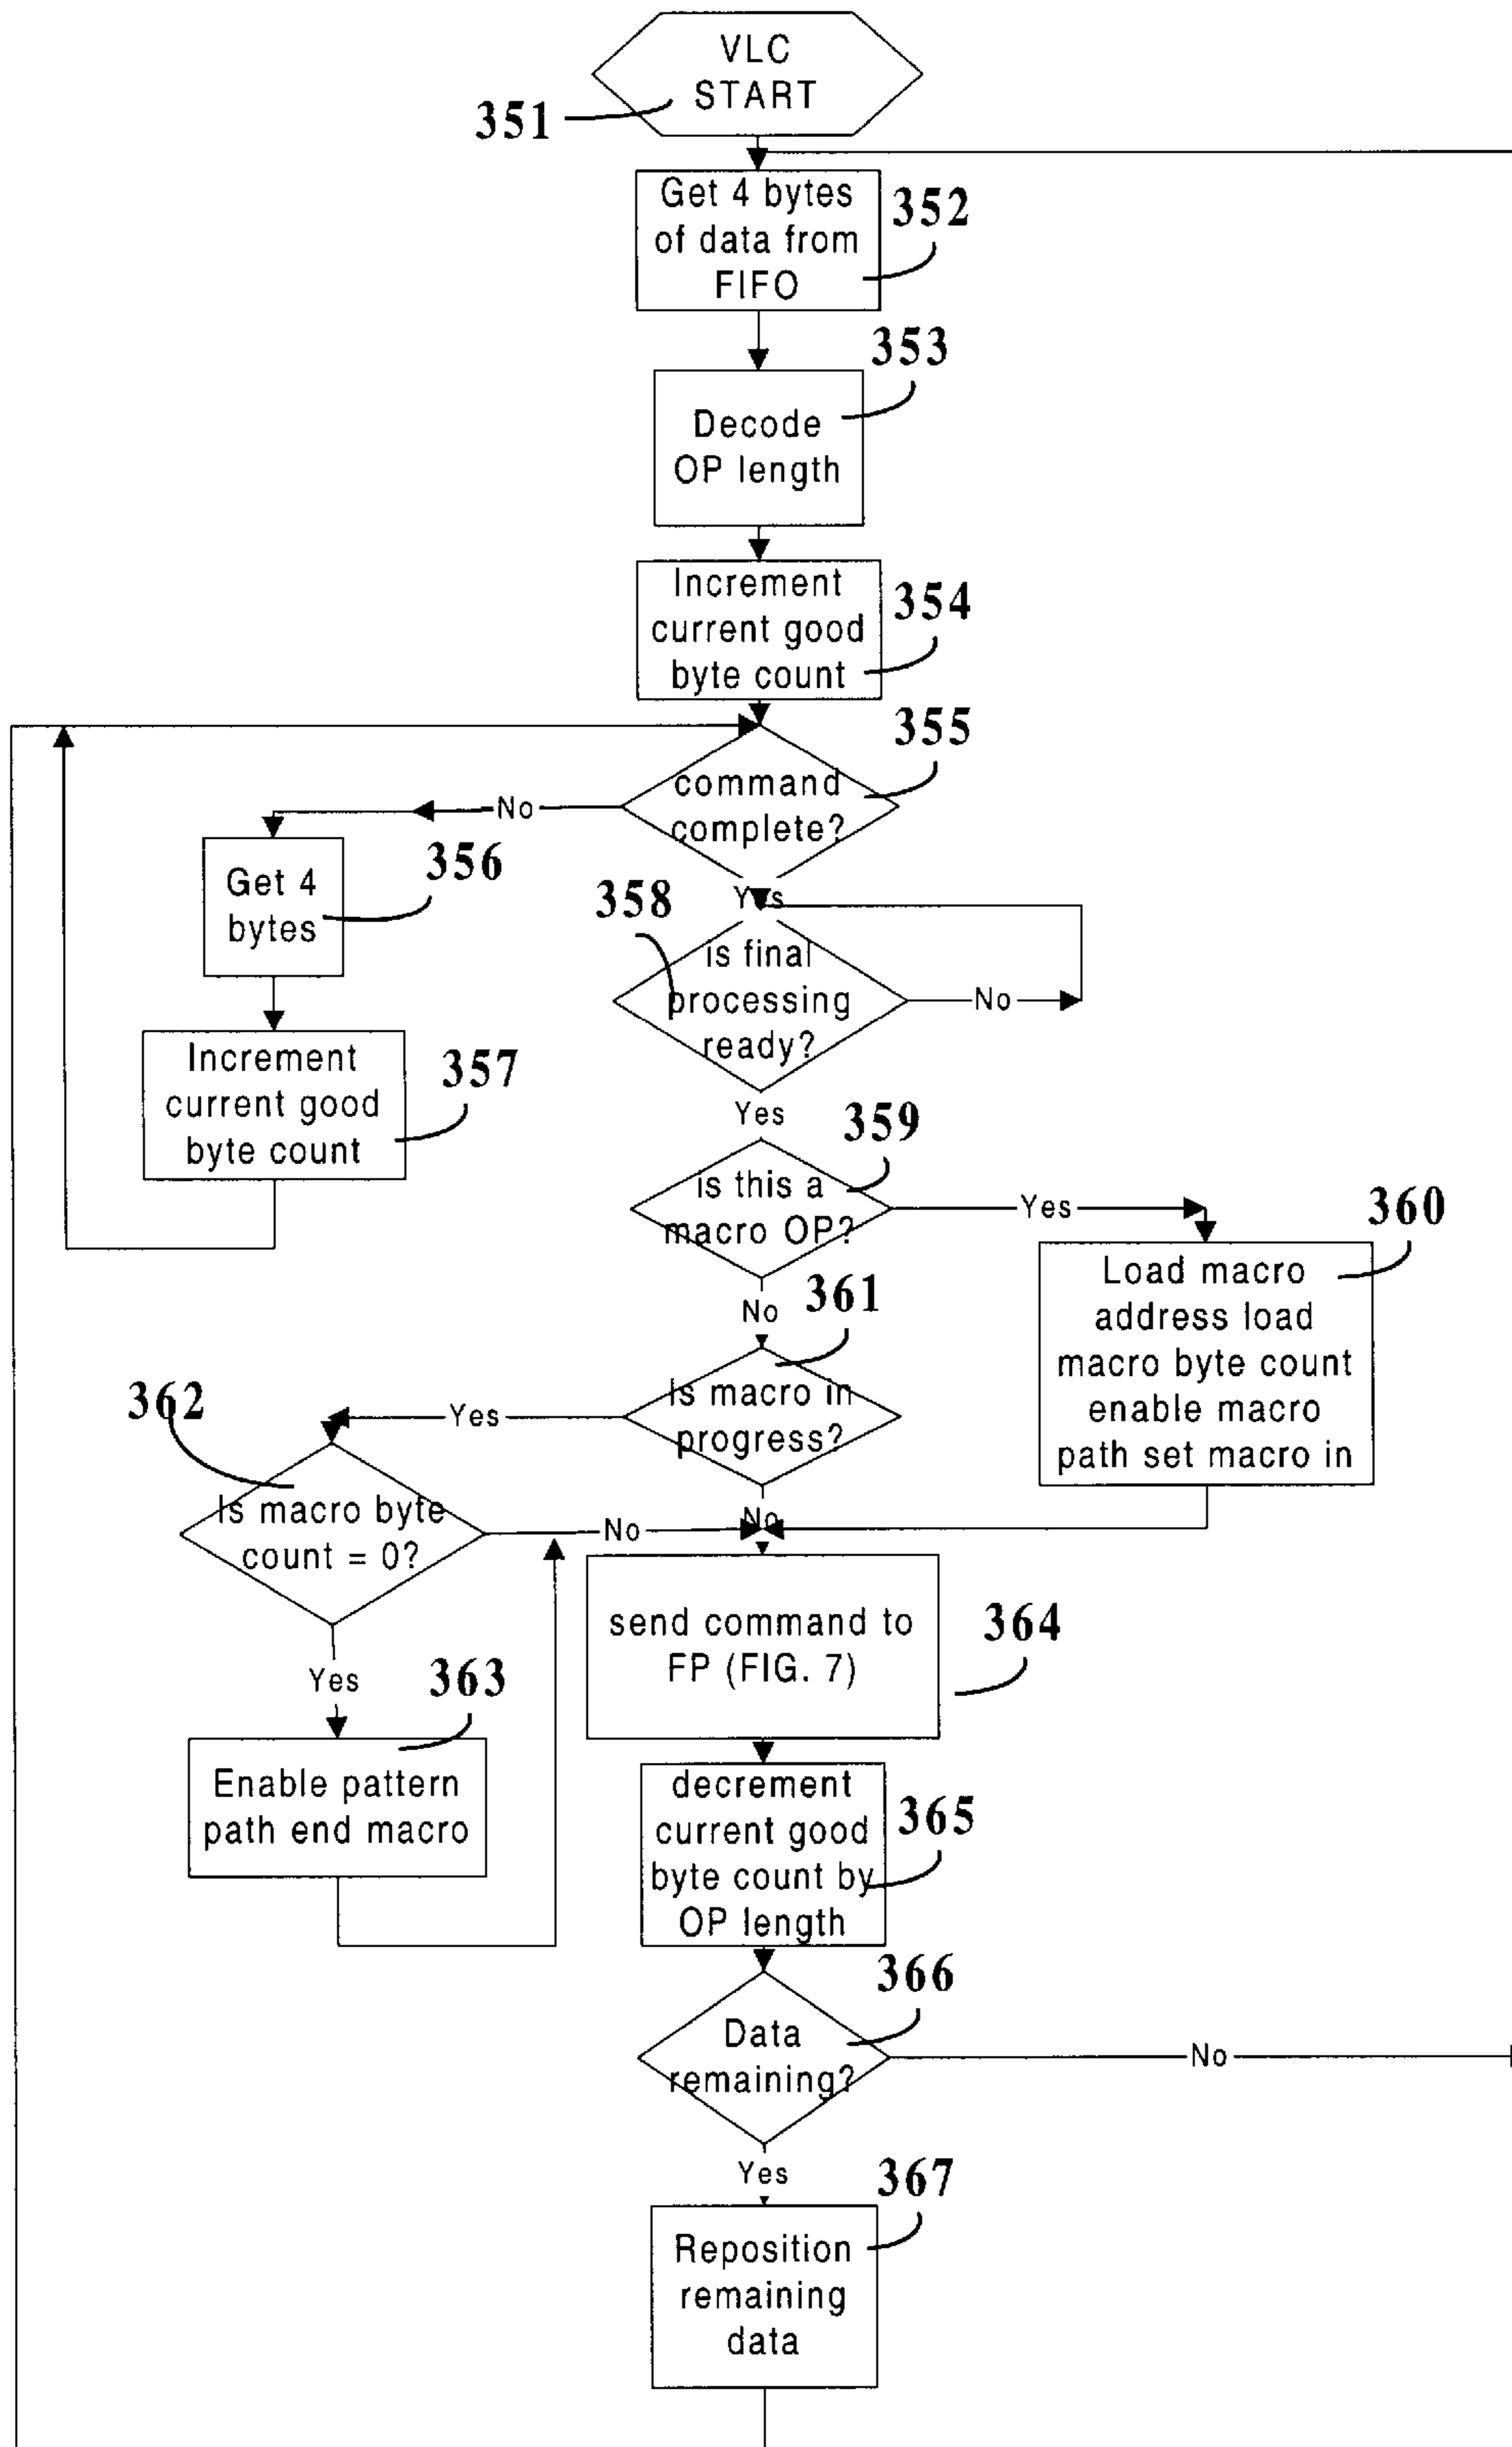 VLC
START
351
Get 4 bytes
of data from
FIFO
352
353
Decode
OP length
Increment
current good
byte count
354
355
command
complete?
No
Get 4
bytes
356
Yes
358
is final
processing
ready?
No
Increment
current good
byte count
357
Yes
359
is this a
macro OP?
Yes
360
Load macro
address load
macro byte count
enable macro
path set macro in
No
361
Is macro in
progress?
Yes
362
Is macro byte
count = 0?
No
No
send command to
FP (FIG. 7)
364
Yes
363
Enable pattern
path end macro
decrement
current good
byte count by
OP length
365
366
Data
remaining?
No
Yes
367
Reposition
remaining
data